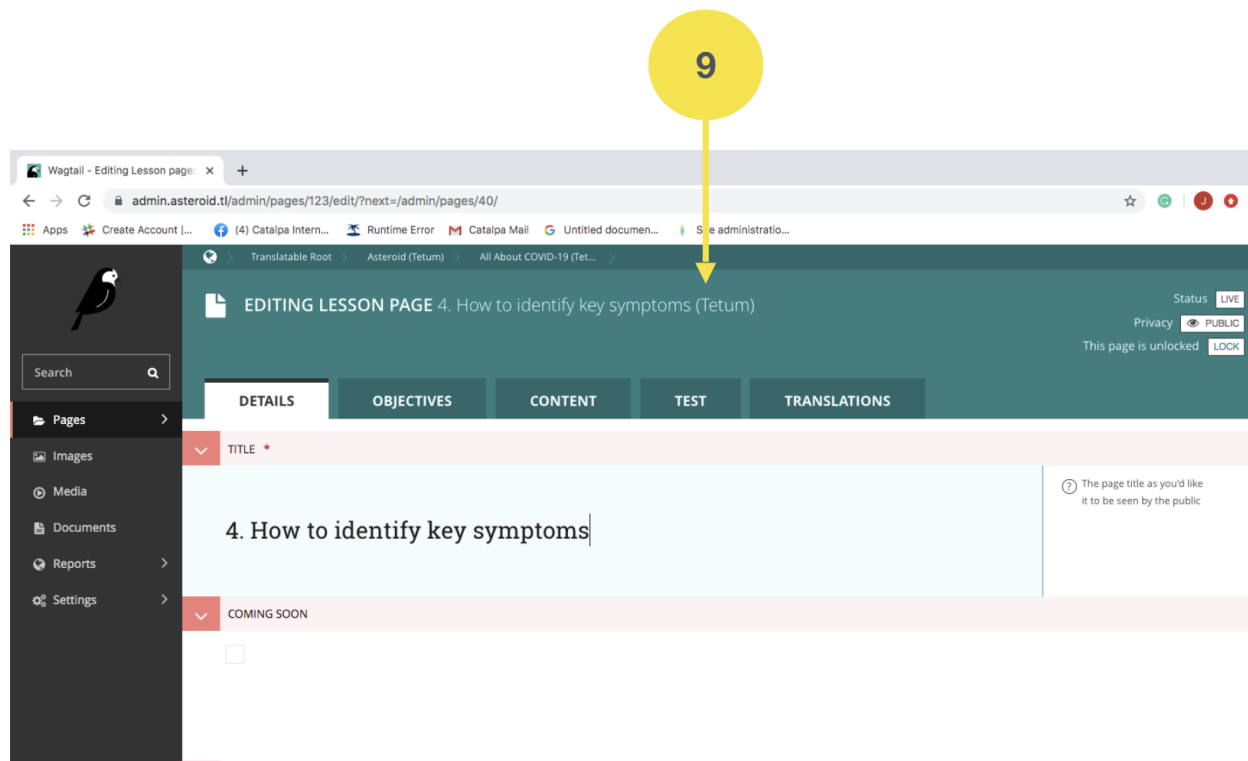 9
Wagtail - Editing Lesson page:
admin.asteroid.tl/admin/pages/123/edit/?next=/admin/pages/40/
J
Apps Create Account |... (4) Catalpa Intern... Runtime Error Catalpa Mail Untitled documen... administratio...
Translatable Root Asteroid (Tetum) All About COVID-19 (Tet...
EDITING LESSON PAGE 4. How to identify key symptoms (Tetum)
Status LIVE
Privacy PUBLIC
This page is unlocked LOCK
Search
DETAILS OBJECTIVES CONTENT TEST TRANSLATIONS
Pages
Images
Media
Documents
Reports
Settings
TITLE *
4. How to identify key symptoms
The page title as you'd like
it to be seen by the public
COMING SOON